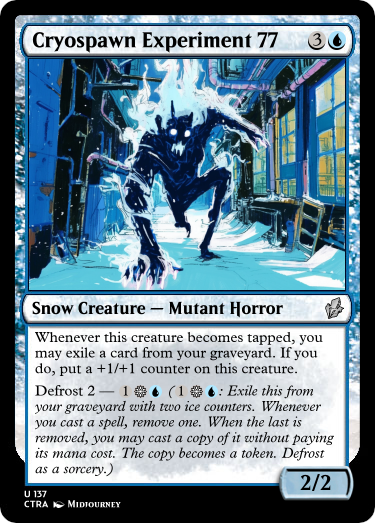 Cryospawn Experiment 77 3
Snow Creature — Mutant Horror
Whenever this creature becomes tapped, you
may exile a card from your graveyard. If you
do, put a +1/+1 counter on this creature.
Defrost 2 — 1 (1 : Exile this from
your graveyard with two ice counters. Whenever
you cast a spell, remove one. When the last is
removed, you may cast a copy of it without paying
its mana cost. The copy becomes a token. Defrost
as a sorcery.)
2/2
U 137
CTRA Midjourney